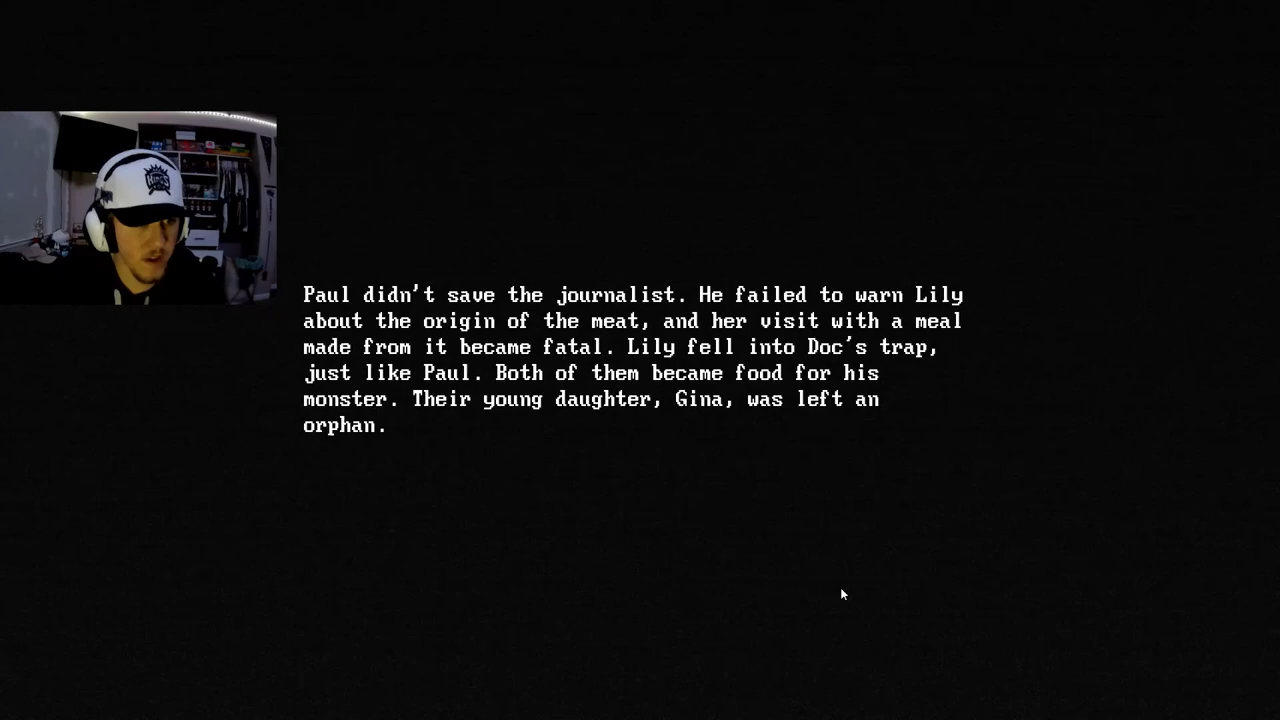 KINGS
Paul didn't save the journalist. He failed to warn Lily
about the origin of the meat, and her visit with a meal
made from it became fatal. Lily fell into Doc's trap,
just like Paul. Both of them became food for his
monster. Their young daughter, Gina, was left an
orphan.